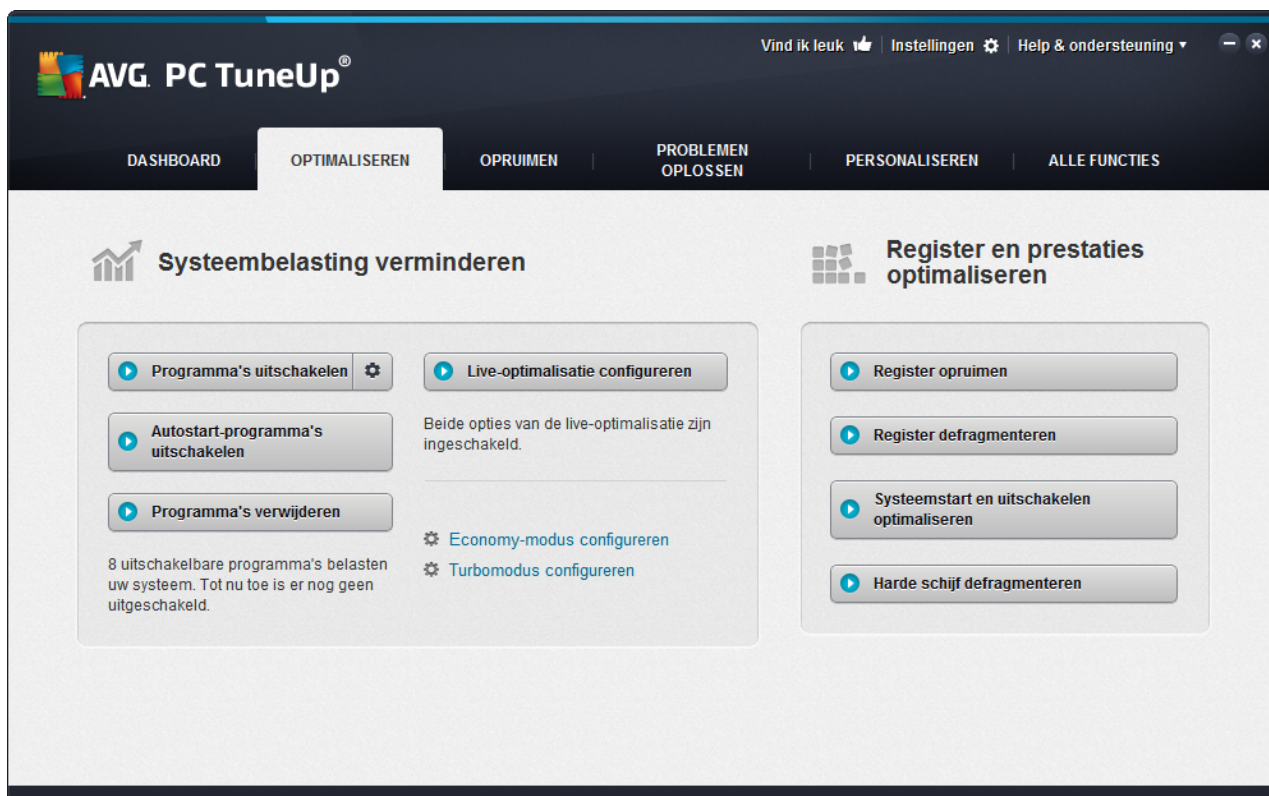 Vind ik leuk Instellingen Help & ondersteuning
AVG. PC TuneUp®
DASHBOARD
OPTIMALISEREN
OPRUIMEN
PROBLEMEN
OPLOSSEN
PERSONALISEREN
ALLE FUNCTIES
Systeembelasting verminderen
Programma's uitschakelen
Autostart-programma's
uitschakelen
Programma's verwijderen
8 uitschakelbare programma's belasten
uw systeem. Tot nu toe is er nog geen
uitgeschakeld.
Live-optimalisatie configureren
Beide opties van de live-optimalisatie zijn
ingeschakeld.
Economy-modus configureren
Turbomodus configureren
Register en prestaties
optimaliseren
Register opruimen
Register defragmenteren
Systeemstart en uitschakelen
optimaliseren
Harde schijf defragmenteren